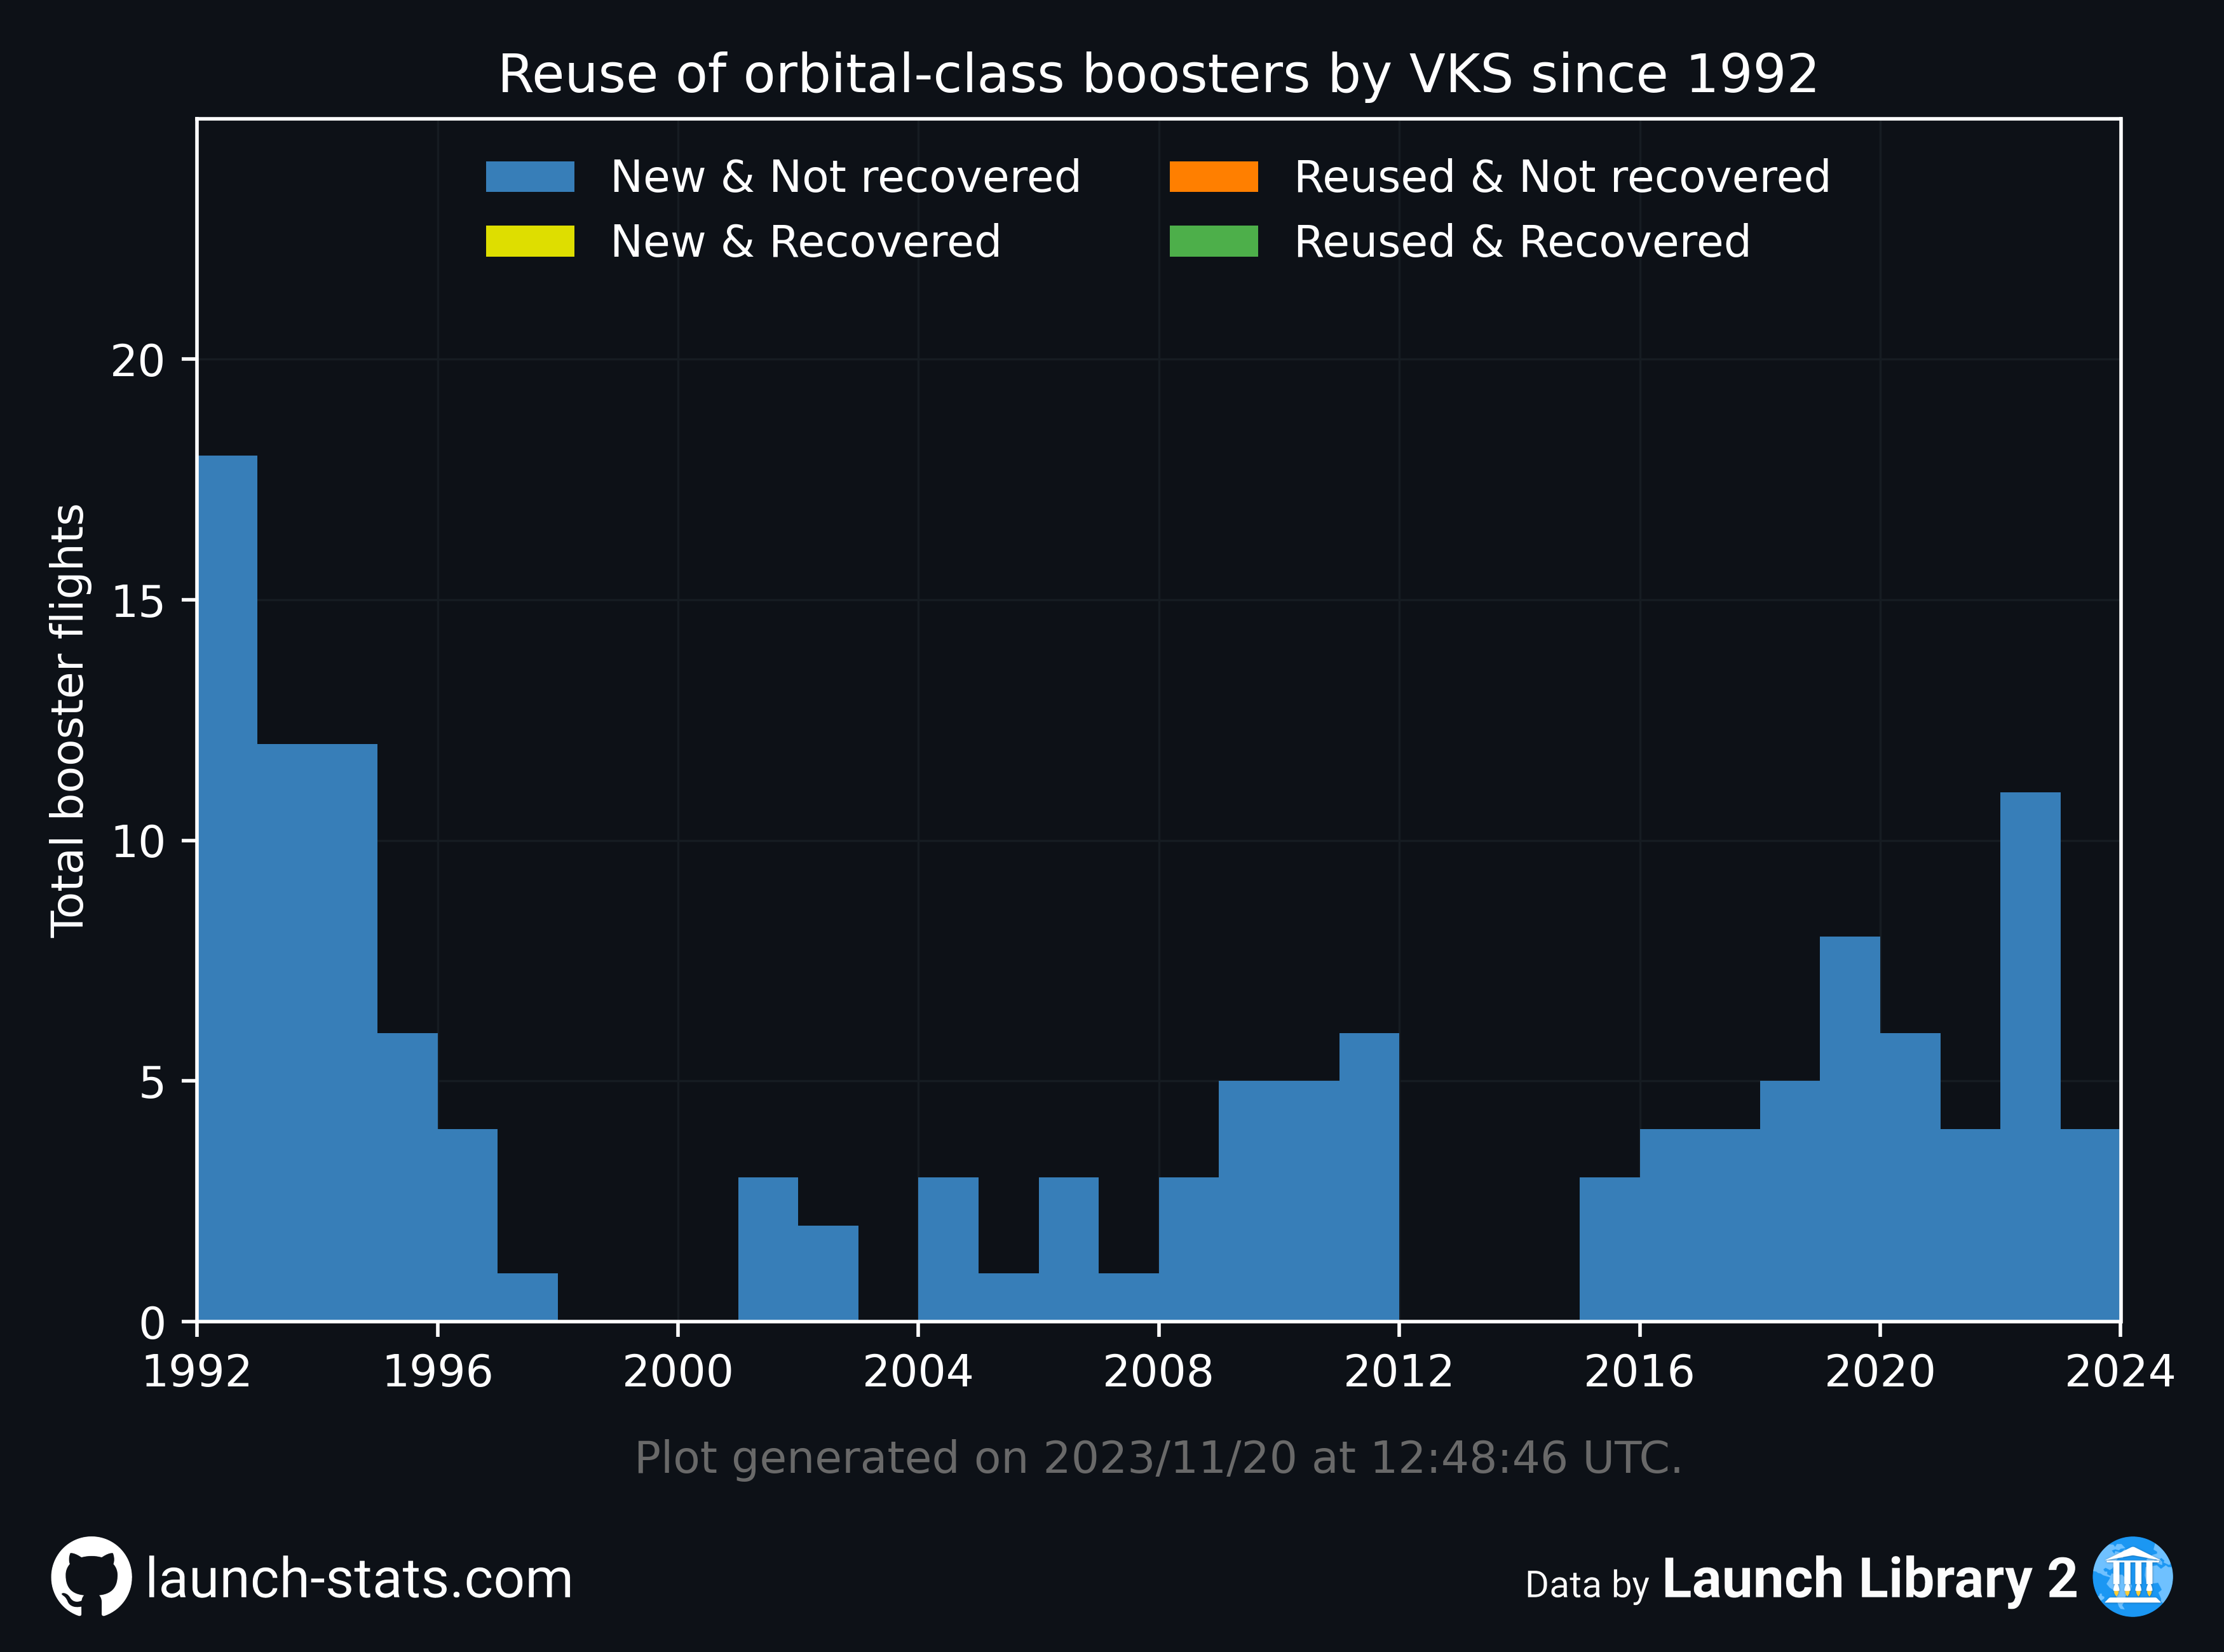 Reuse of orbital-class boosters by VKS since 1992
New & Not recovered
New & Recovered
Reused & Not recovered
Reused & Recovered
Total booster flights
20
15
10
5
0
1992 1996 2000 2004 2008 2012 2016 2020 2024
Plot generated on 2023/11/20 at 12:48:46 UTC.
launch-stats.com
Data by Launch Library 2